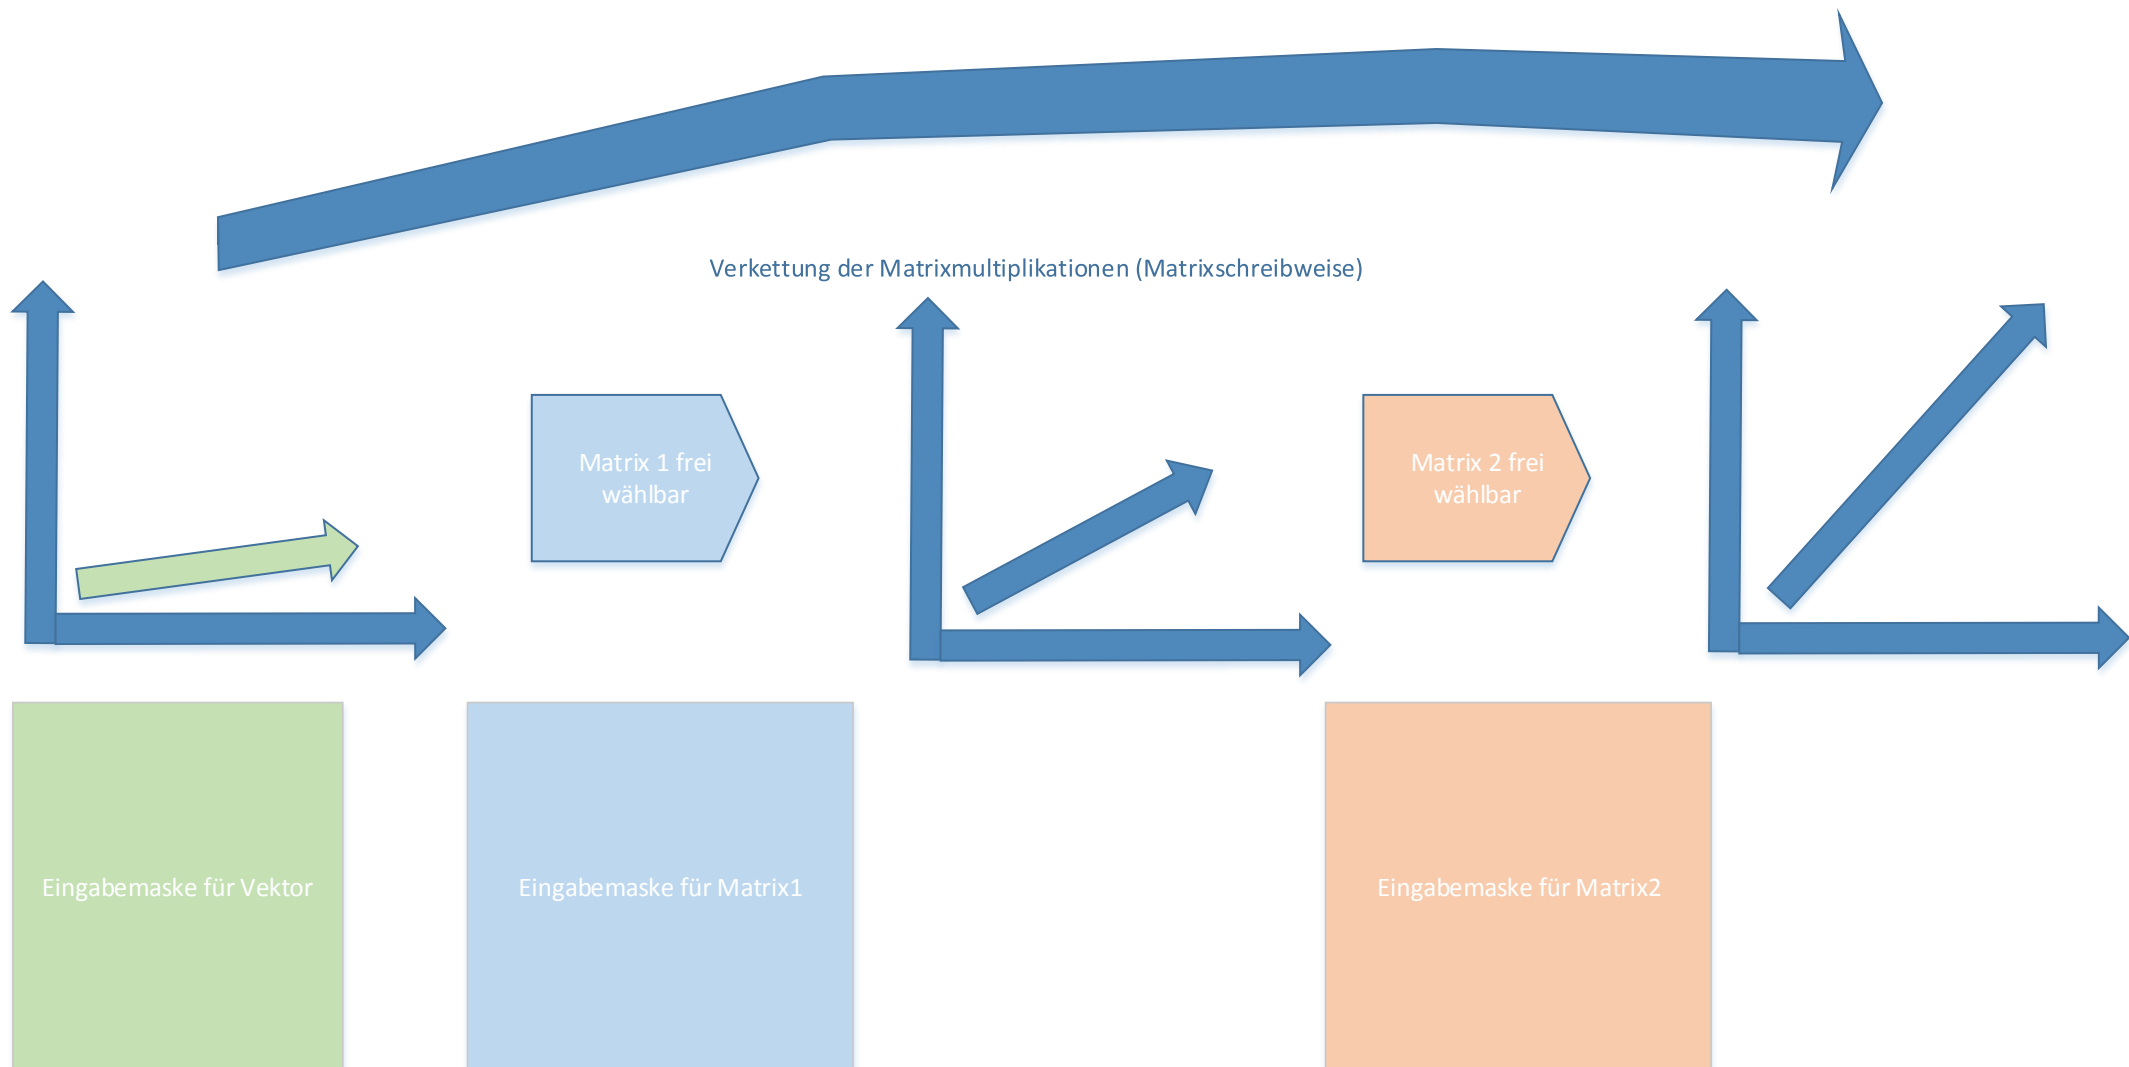 Verkettung der Matrixmultiplikationen (Matrixschreibweise)
Matrix 1 frei
wählbar
Matrix 2 frei
wählbar
Eingabemaske für Vektor
Eingabemaske für Matrix1
Eingabemaske für Matrix2